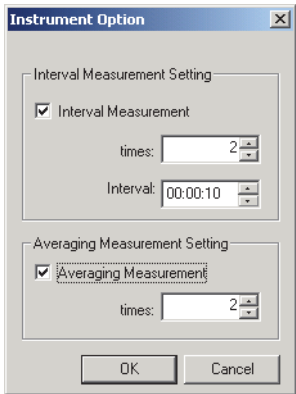 Instrument Option
Interval Measurement Setting
Interval Measurement
times: 2
Interval: 00:00:10
Averaging Measurement Setting
Averaging Measurement
times: 2
OK Cancel